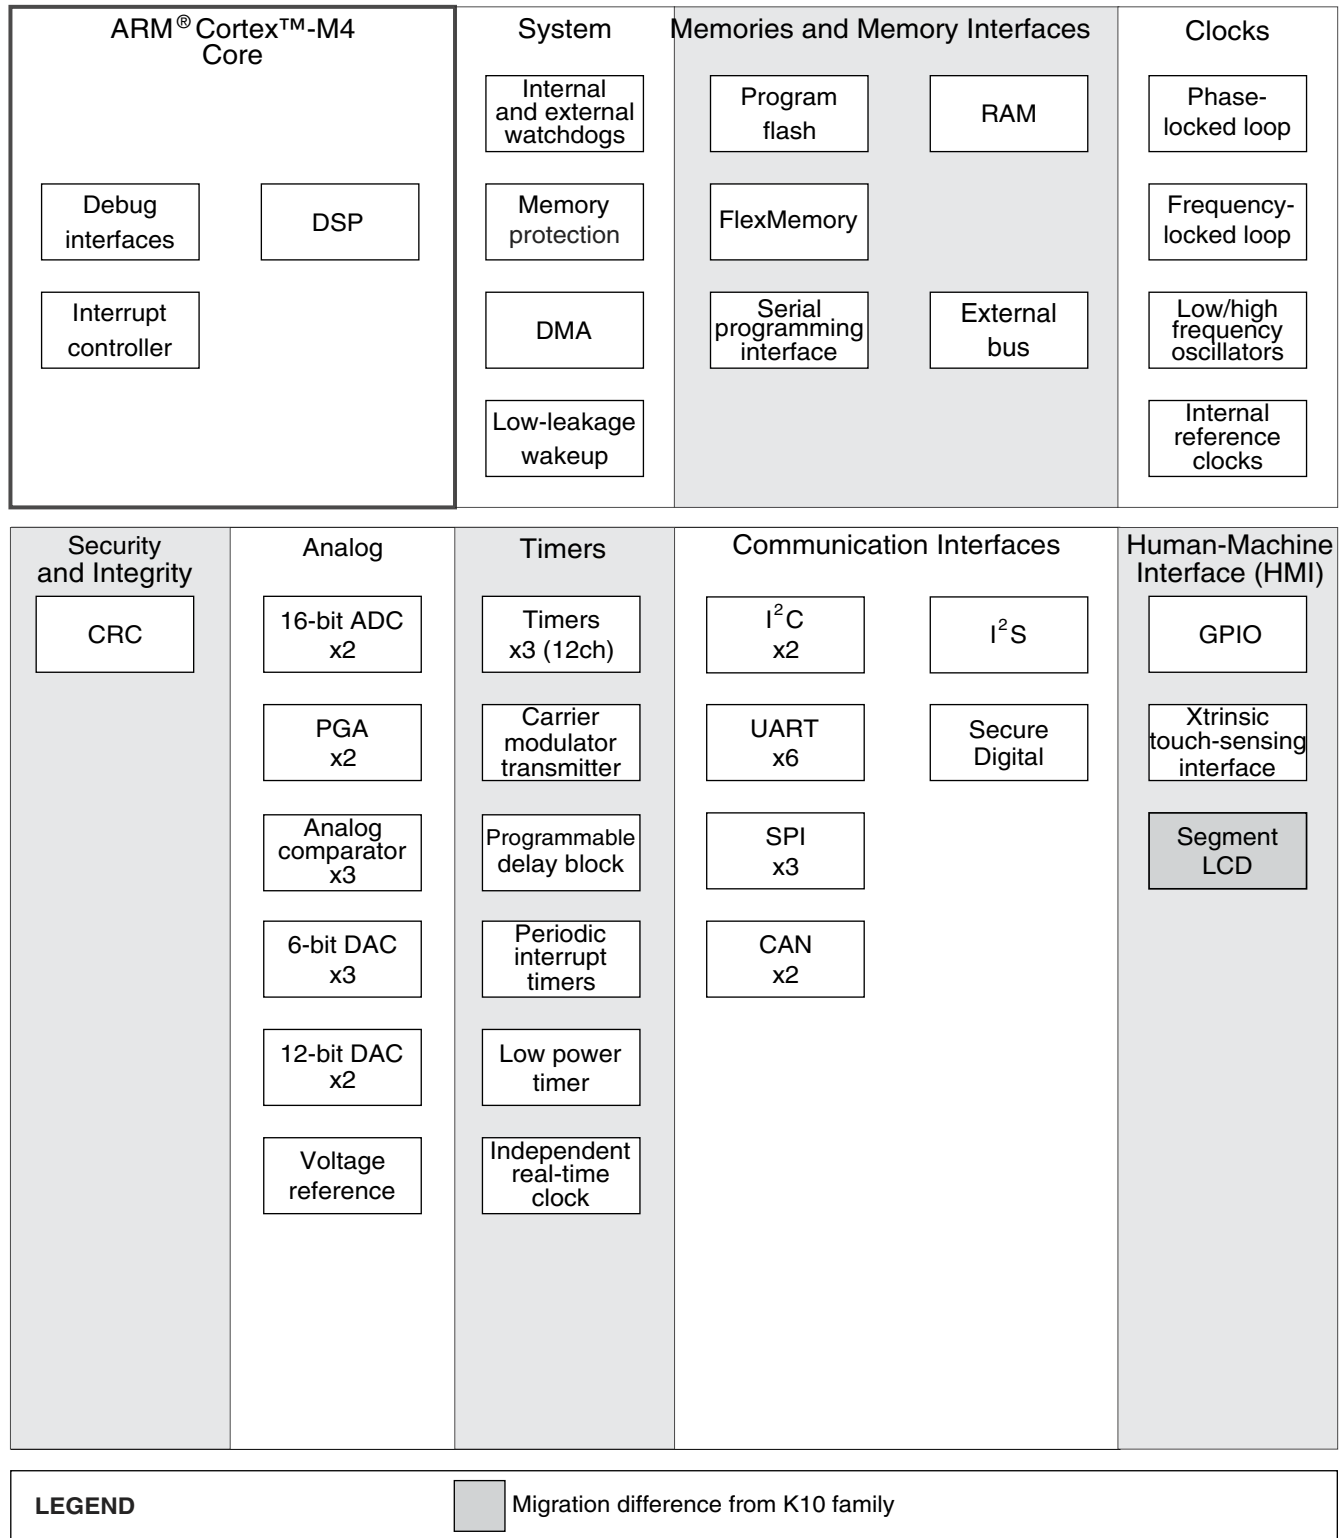 ARM® Cortex™-M4
Core
Debug
interfaces
DSP
Interrupt
controller
System
Internal
and external
watchdogs
Memory
protection
DMA
Low-leakage
wakeup
Memories and Memory Interfaces
Program
flash
RAM
FlexMemory
Serial
programming
interface
External
bus
Clocks
Phase-
locked loop
Frequency-
locked loop
Low/high
frequency
oscillators
Internal
reference
clocks
Security
and Integrity
CRC
Analog
16-bit ADC
x2
PGA
x2
Analog
comparator
x3
6-bit DAC
x3
12-bit DAC
x2
Voltage
reference
Timers
Timers
x3 (12ch)
Carrier
modulator
transmitter
Programmable
delay block
Periodic
interrupt
timers
Low power
timer
Independent
real-time
clock
Communication Interfaces
I²C
x2
I²S
UART
x6
Secure
Digital
SPI
x3
CAN
x2
Human-Machine
Interface (HMI)
GPIO
Xtrinsic
touch-sensing
interface
Segment
LCD
LEGEND
Migration difference from K10 family